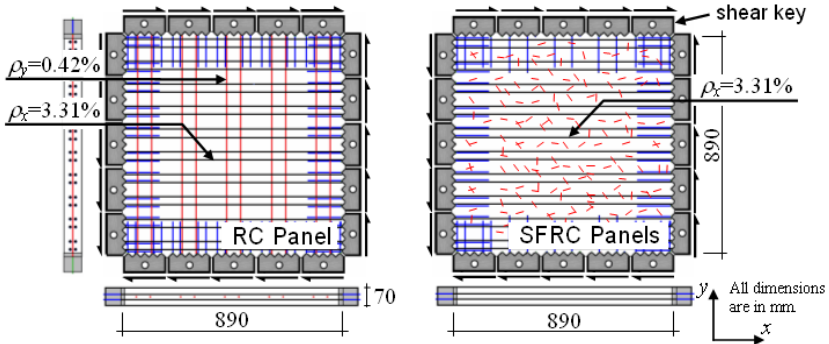 shear key
ρy=0.42%
ρx=3.31%
RC Panel
70
890
ρx=3.31%
890
SFRC Panels
890
y
x
All dimensions
are in mm